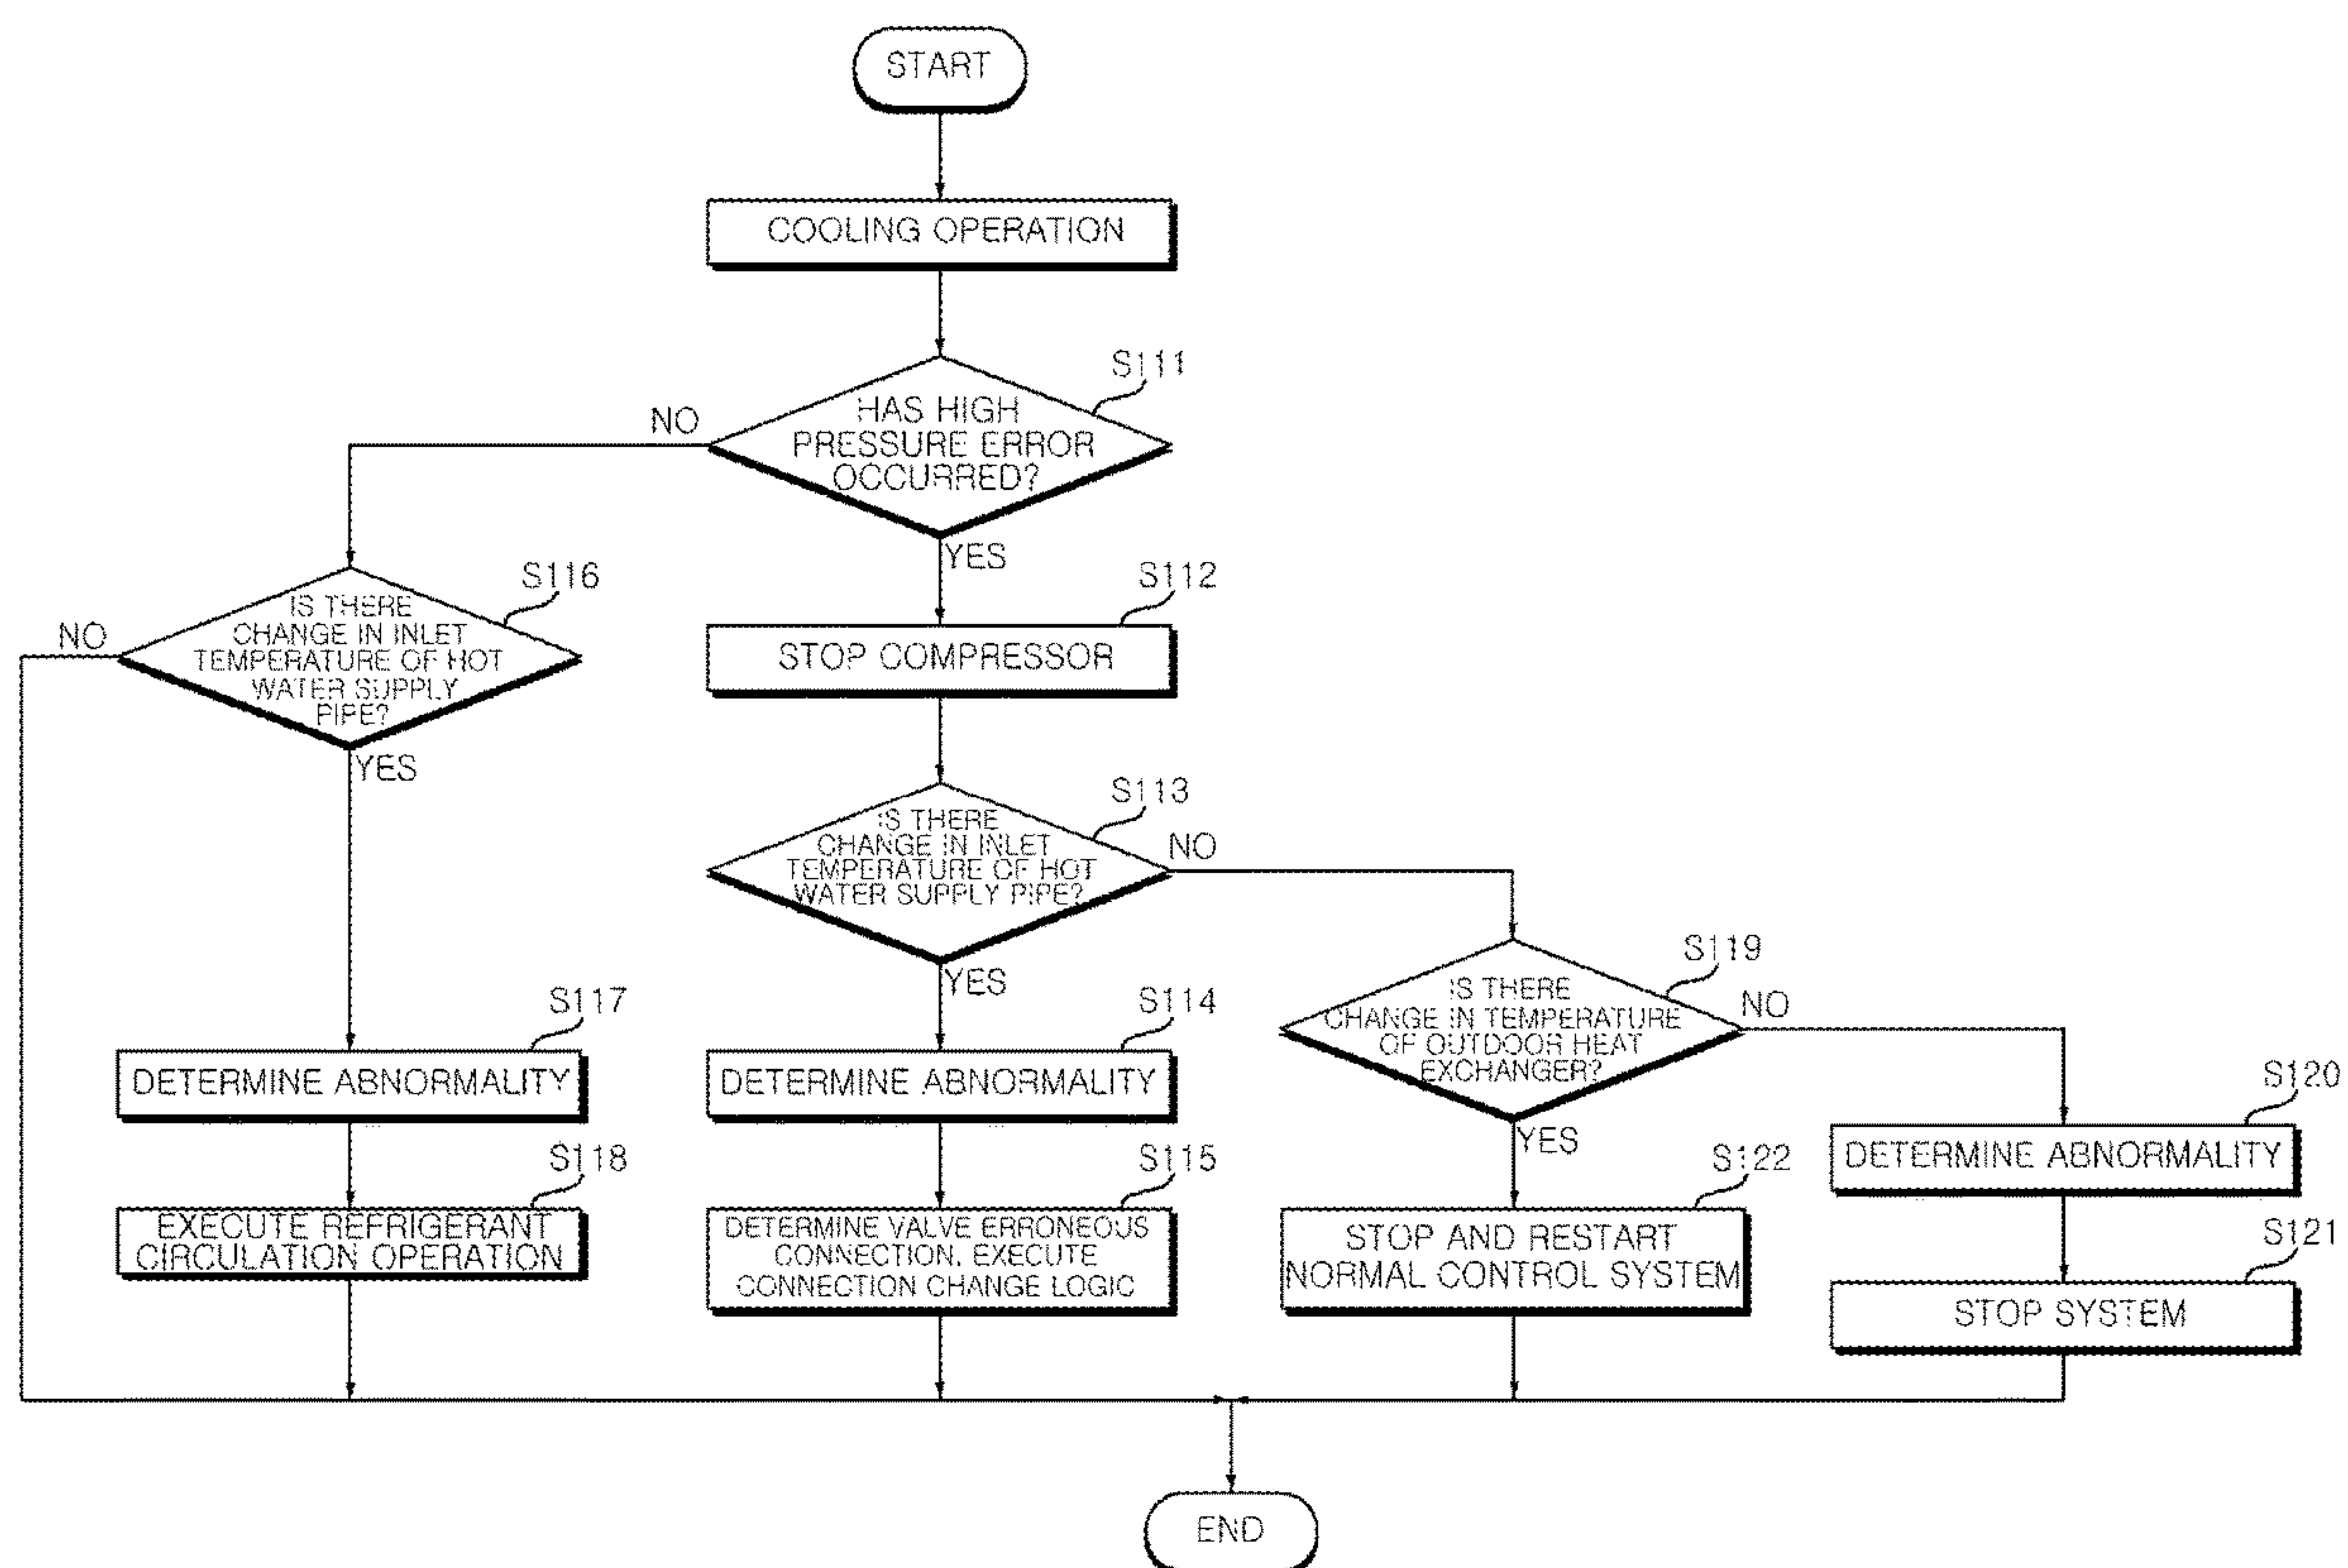 START
COOLING OPERATION
S111
HAS HIGH
PRESSURE ERROR
OCCURRED?
NO
YES
S116
IS THERE
CHANGE IN INLET
TEMPERATURE OF HOT
WATER SUPPLY
PIPE?
NO
YES
S112
STOP COMPRESSOR
S113
IS THERE
CHANGE IN INLET
TEMPERATURE OF HOT
WATER SUPPLY PIPE?
NO
YES
S119
IS THERE
CHANGE IN TEMPERATURE
OF OUTDOOR HEAT
EXCHANGER?
NO
YES
S117
DETERMINE ABNORMALITY
S114
DETERMINE ABNORMALITY
S120
DETERMINE ABNORMALITY
S118
EXECUTE REFRIGERANT
CIRCULATION OPERATION
S115
DETERMINE VALVE ERRONEOUS
CONNECTION. EXECUTE
CONNECTION CHANGE LOGIC
S122
STOP AND RESTART
NORMAL CONTROL SYSTEM
S121
STOP SYSTEM
END